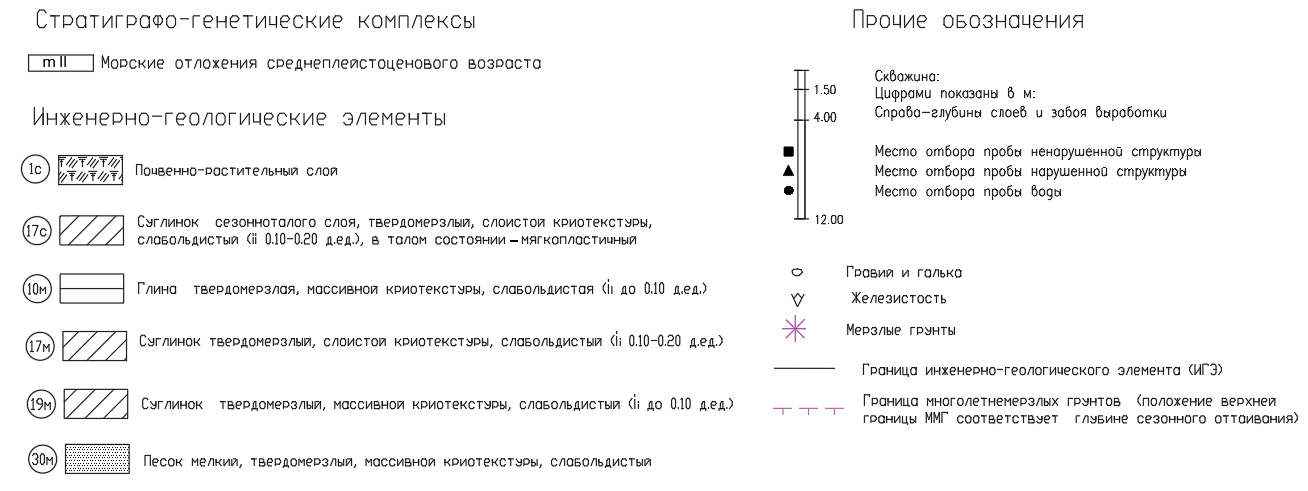 Стратиграфо-генетические комплексы
m II Морские отложения среднеплейстоценового возраста
Инженерно-геологические элементы
1с Почвенно-растительный слой
17с Суглинок сезонноталого слоя, твердомерзлый, слоистой криотекстуры,
слабольдистый (ii 0.10-0.20 д.ед.), в талом состоянии – мягкопластичный
10м Глина твердомерзлая, массивной криотекстуры, слабольдистая (ii до 0.10 д.ед.)
17м Суглинок твердомерзлый, слоистой криотекстуры, слабольдистый (ii 0.10-0.20 д.ед.)
19м Суглинок твердомерзлый, массивной криотекстуры, слабольдистый (ii до 0.10 д.ед.)
30м Песок мелкий, твердомерзлый, массивной криотекстуры, слабольдистый
Прочие обозначения
1.50
4.00
12.00
Скважина:
Цифрами показаны в м:
Справа-глубины слоев и забоя выработки
Место отбора пробы ненарушенной структуры
Место отбора пробы нарушенной структуры
Место отбора пробы воды
Гравий и галька
Железистость
Мерзлые грунты
Граница инженерно-геологического элемента (ИГЭ)
Граница многолетнемерзлых грунтов (положение верхней
границы ММГ соответствует глубине сезонного оттаивания)